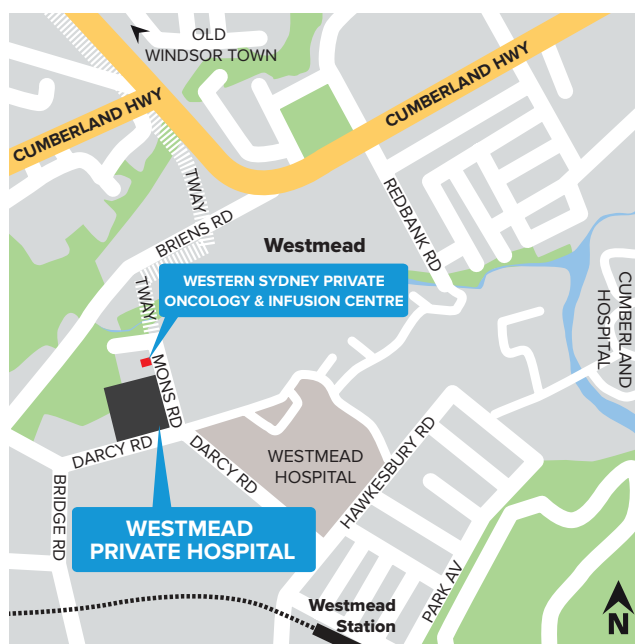 OLD
WINDSOR TOWN
CUMBERLAND HWY
CUMBERLAND HWY
TWAY
BRIENS RD
REDBANK RD
Westmead
WESTERN SYDNEY PRIVATE
ONCOLOGY & INFUSION CENTRE
TWAY
CUMBERLAND
HOSPITAL
MONS RD
DARCY RD
DARCY RD
WESTMEAD
HOSPITAL
HAWKESBURY RD
BRIDGE RD
WESTMEAD
PRIVATE HOSPITAL
PARK AV
Westmead
Station
N